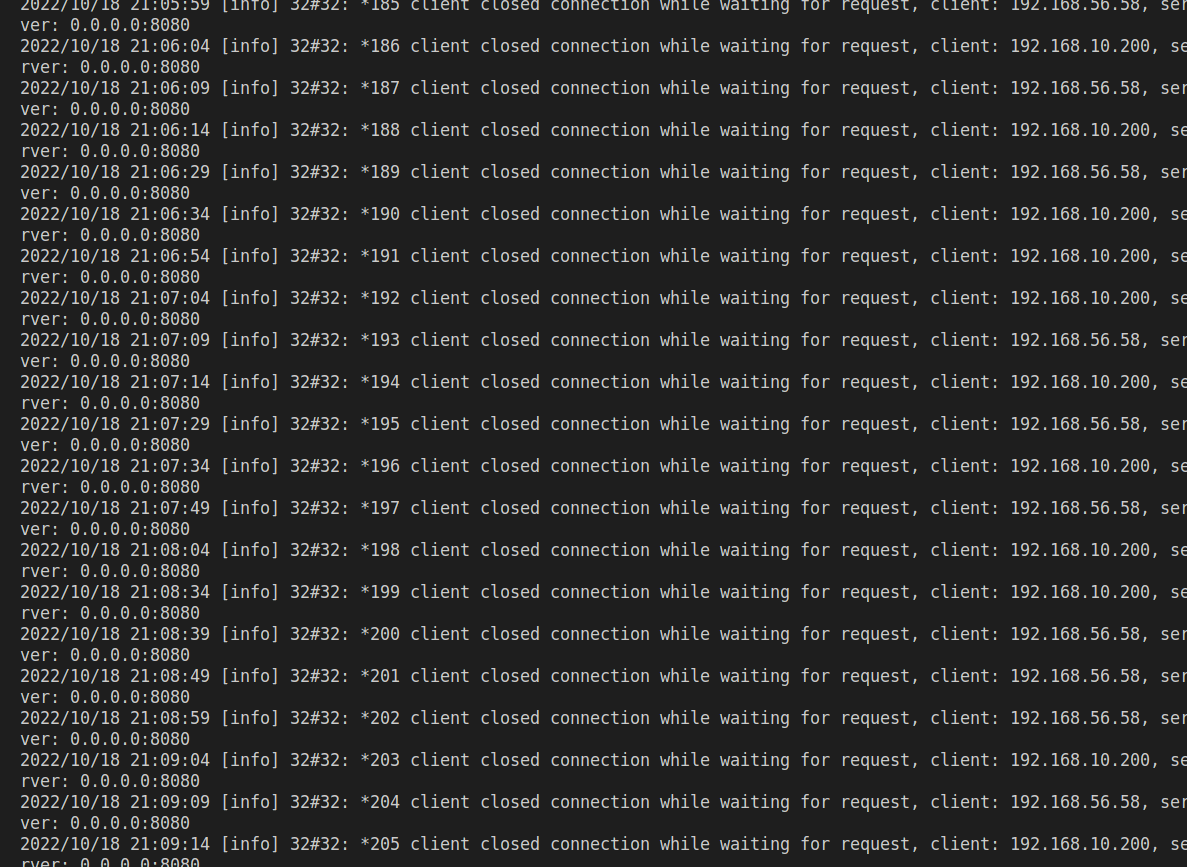 2022/10/18 21:05:59 [info] 32#32: *185 client closed connection while waiting for request, client: 192.168.56.58, ser
ver: 0.0.0.0:8080
2022/10/18 21:06:04 [info] 32#32: *186 client closed connection while waiting for request, client: 192.168.10.200, se
rver: 0.0.0.0:8080
2022/10/18 21:06:09 [info] 32#32: *187 client closed connection while waiting for request, client: 192.168.56.58, ser
ver: 0.0.0.0:8080
2022/10/18 21:06:14 [info] 32#32: *188 client closed connection while waiting for request, client: 192.168.10.200, se
rver: 0.0.0.0:8080
2022/10/18 21:06:29 [info] 32#32: *189 client closed connection while waiting for request, client: 192.168.56.58, ser
ver: 0.0.0.0:8080
2022/10/18 21:06:34 [info] 32#32: *190 client closed connection while waiting for request, client: 192.168.10.200, se
rver: 0.0.0.0:8080
2022/10/18 21:06:54 [info] 32#32: *191 client closed connection while waiting for request, client: 192.168.10.200, se
rver: 0.0.0.0:8080
2022/10/18 21:07:04 [info] 32#32: *192 client closed connection while waiting for request, client: 192.168.10.200, se
rver: 0.0.0.0:8080
2022/10/18 21:07:09 [info] 32#32: *193 client closed connection while waiting for request, client: 192.168.56.58, ser
ver: 0.0.0.0:8080
2022/10/18 21:07:14 [info] 32#32: *194 client closed connection while waiting for request, client: 192.168.10.200, se
rver: 0.0.0.0:8080
2022/10/18 21:07:29 [info] 32#32: *195 client closed connection while waiting for request, client: 192.168.56.58, ser
ver: 0.0.0.0:8080
2022/10/18 21:07:34 [info] 32#32: *196 client closed connection while waiting for request, client: 192.168.10.200, se
rver: 0.0.0.0:8080
2022/10/18 21:07:49 [info] 32#32: *197 client closed connection while waiting for request, client: 192.168.56.58, ser
ver: 0.0.0.0:8080
2022/10/18 21:08:04 [info] 32#32: *198 client closed connection while waiting for request, client: 192.168.10.200, se
rver: 0.0.0.0:8080
2022/10/18 21:08:34 [info] 32#32: *199 client closed connection while waiting for request, client: 192.168.10.200, se
rver: 0.0.0.0:8080
2022/10/18 21:08:39 [info] 32#32: *200 client closed connection while waiting for request, client: 192.168.56.58, ser
ver: 0.0.0.0:8080
2022/10/18 21:08:49 [info] 32#32: *201 client closed connection while waiting for request, client: 192.168.56.58, ser
ver: 0.0.0.0:8080
2022/10/18 21:08:59 [info] 32#32: *202 client closed connection while waiting for request, client: 192.168.56.58, ser
ver: 0.0.0.0:8080
2022/10/18 21:09:04 [info] 32#32: *203 client closed connection while waiting for request, client: 192.168.10.200, se
rver: 0.0.0.0:8080
2022/10/18 21:09:09 [info] 32#32: *204 client closed connection while waiting for request, client: 192.168.56.58, ser
ver: 0.0.0.0:8080
2022/10/18 21:09:14 [info] 32#32: *205 client closed connection while waiting for request, client: 192.168.10.200, se
rver: 0.0.0.0:8080